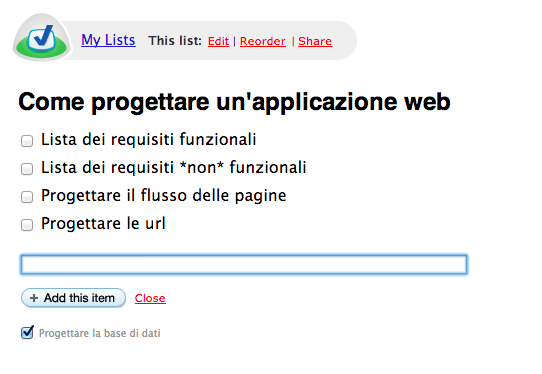 My Lists This list: Edit | Reorder | Share
Come progettare un'applicazione web
Lista dei requisiti funzionali
Lista dei requisiti *non* funzionali
Progettare il flusso delle pagine
Progettare le url
+ Add this item Close
Progettare la base di dati